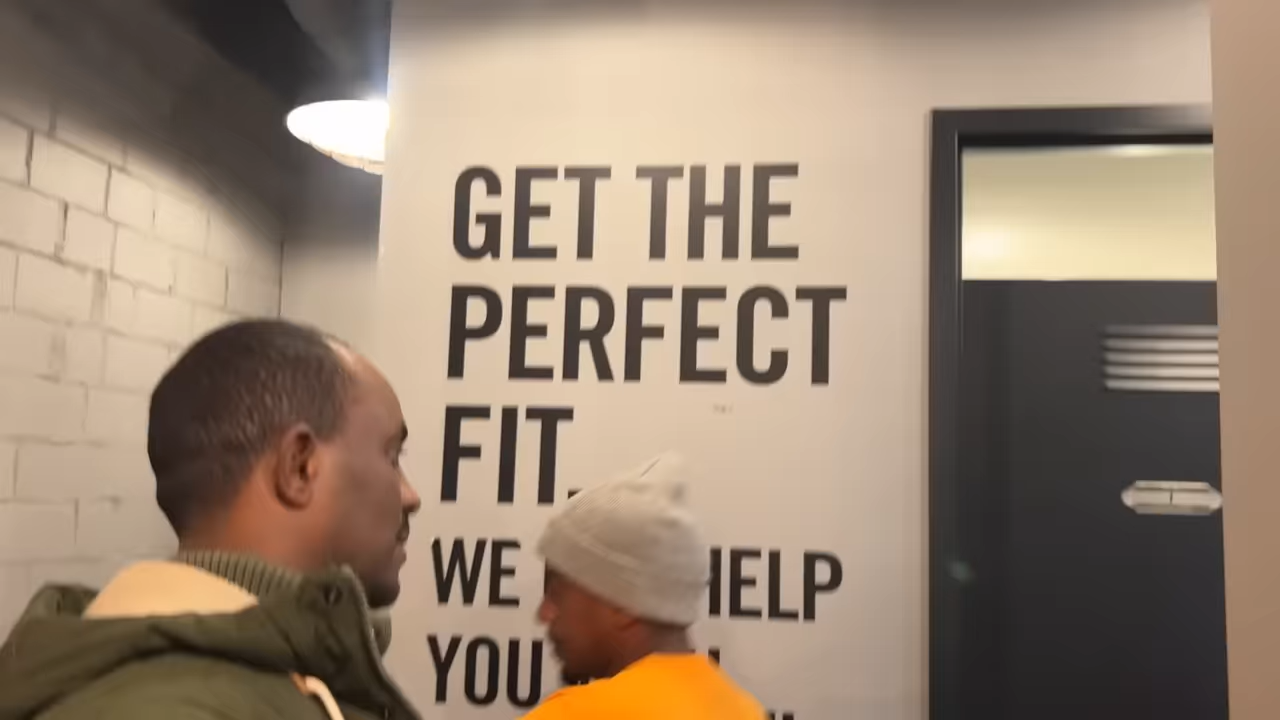 GET THE
PERFECT
FIT.
WE HELP
YOU